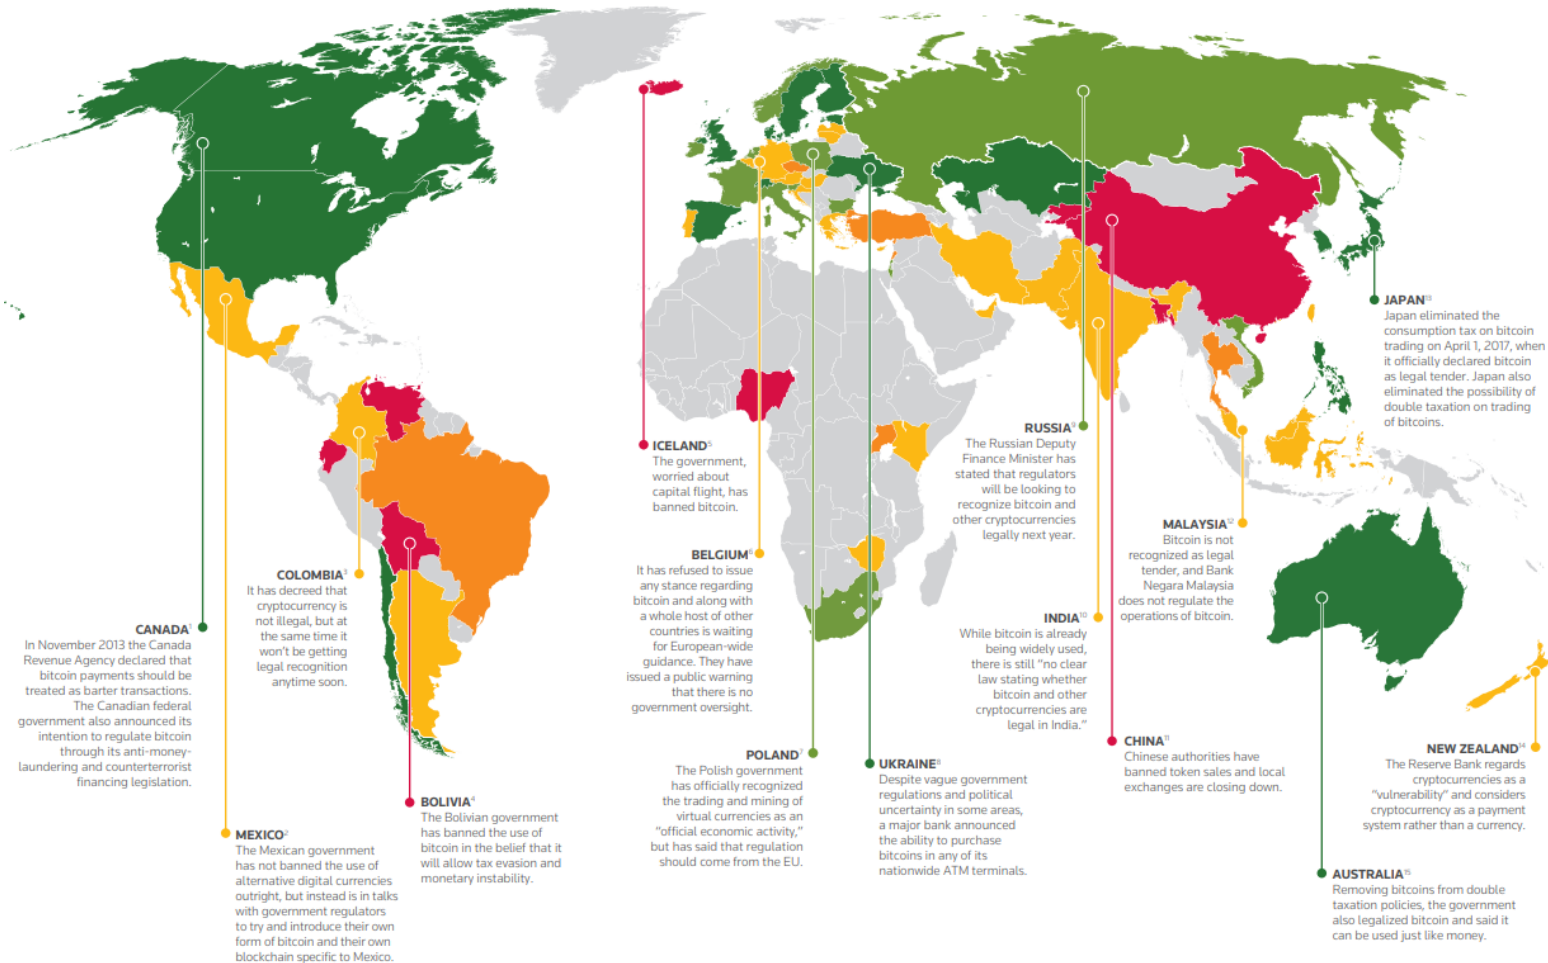 CANADA1
In November 2013 the Canada
Revenue Agency declared that
bitcoin payments should be
treated as barter transactions.
The Canadian federal
government also announced its
intention to regulate bitcoin
through its anti-money-
laundering and counterterrorist
financing legislation.
MEXICO2
The Mexican government
has not banned the use of
alternative digital currencies
outright, but instead is in talks
with government regulators
to try and introduce their own
form of bitcoin and their own
blockchain specific to Mexico.
COLOMBIA3
It has decreed that
cryptocurrency is
not illegal, but at
the same time it
won't be getting
legal recognition
anytime soon.
BOLIVIA4
The Bolivian government
has banned the use of
bitcoin in the belief that it
will allow tax evasion and
monetary instability.
ICELAND5
The government,
worried about
capital flight, has
banned bitcoin.
BELGIUM6
It has refused to issue
any stance regarding
bitcoin and along with
a whole host of other
countries is waiting
for European-wide
guidance. They have
issued a public warning
that there is no
government oversight.
POLAND7
The Polish government
has officially recognized
the trading and mining of
virtual currencies as an
"official economic activity,"
but has said that regulation
should come from the EU.
UKRAINE8
Despite vague government
regulations and political
uncertainty in some areas,
a major bank announced
the ability to purchase
bitcoins in any of its
nationwide ATM terminals.
RUSSIA9
The Russian Deputy
Finance Minister has
stated that regulators
will be looking to
recognize bitcoin and
other cryptocurrencies
legally next year.
INDIA10
While bitcoin is already
being widely used,
there is still "no clear
law stating whether
bitcoin and other
cryptocurrencies are
legal in India."
CHINA11
Chinese authorities have
banned token sales and local
exchanges are closing down.
MALAYSIA12
Bitcoin is not
recognized as legal
tender, and Bank
Negara Malaysia
does not regulate the
operations of bitcoin.
JAPAN13
Japan eliminated the
consumption tax on bitcoin
trading on April 1, 2017, when
it officially declared bitcoin
as legal tender. Japan also
eliminated the possibility of
double taxation on trading
of bitcoins.
NEW ZEALAND14
The Reserve Bank regards
cryptocurrencies as a
"vulnerability" and considers
cryptocurrency as a payment
system rather than a currency.
AUSTRALIA15
Removing bitcoins from double
taxation policies, the government
also legalized bitcoin and said it
can be used just like money.